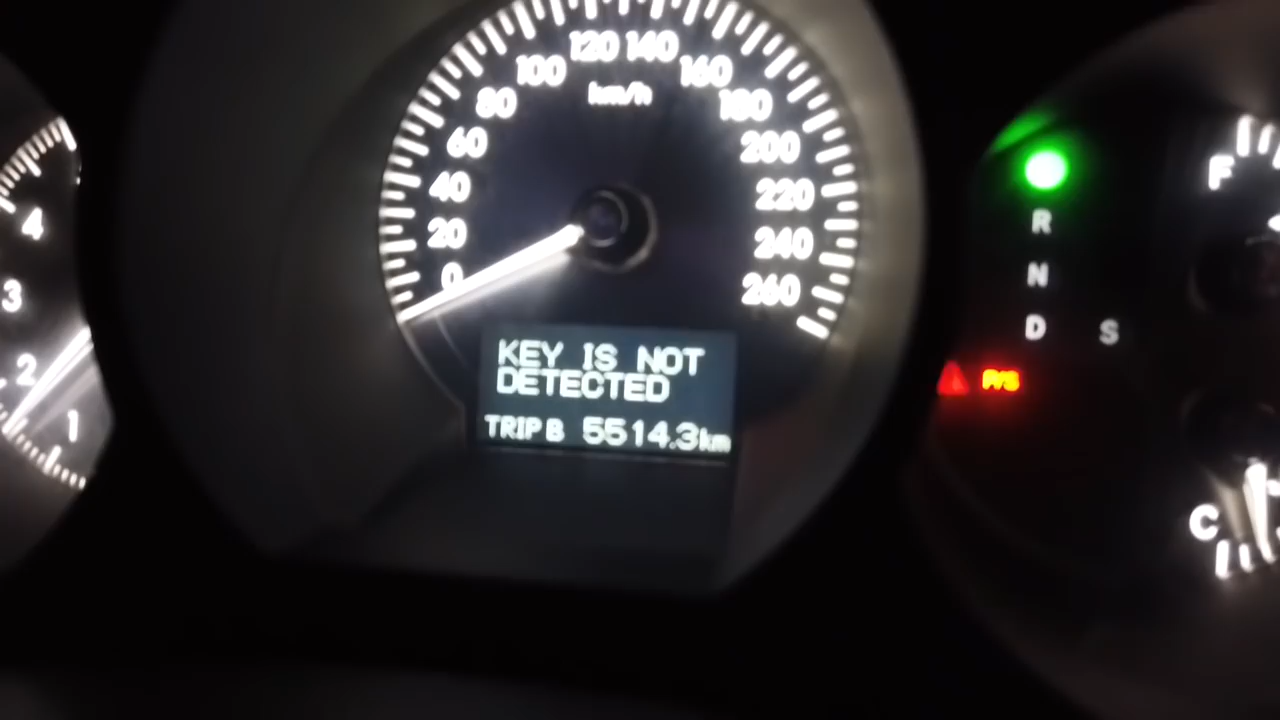 120 140
100 160
km/h
80 180
60 200
40 220
20 240
0 260
KEY IS NOT
DETECTED
TRIP B 5514.3km
4
3
2
1
R
N
D S
P/S
F
C